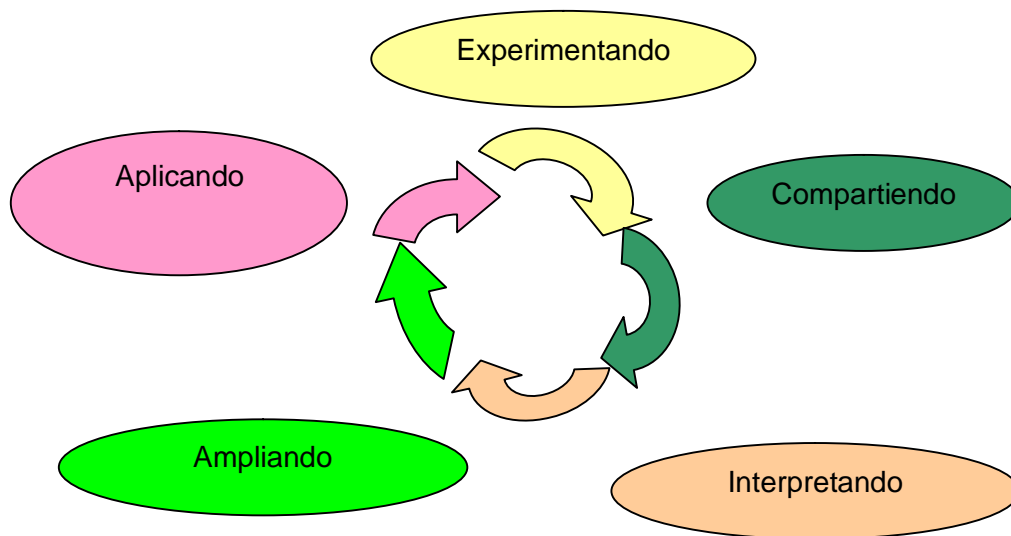 Experimentando
Aplicando
Compartiendo
Ampliando
Interpretando